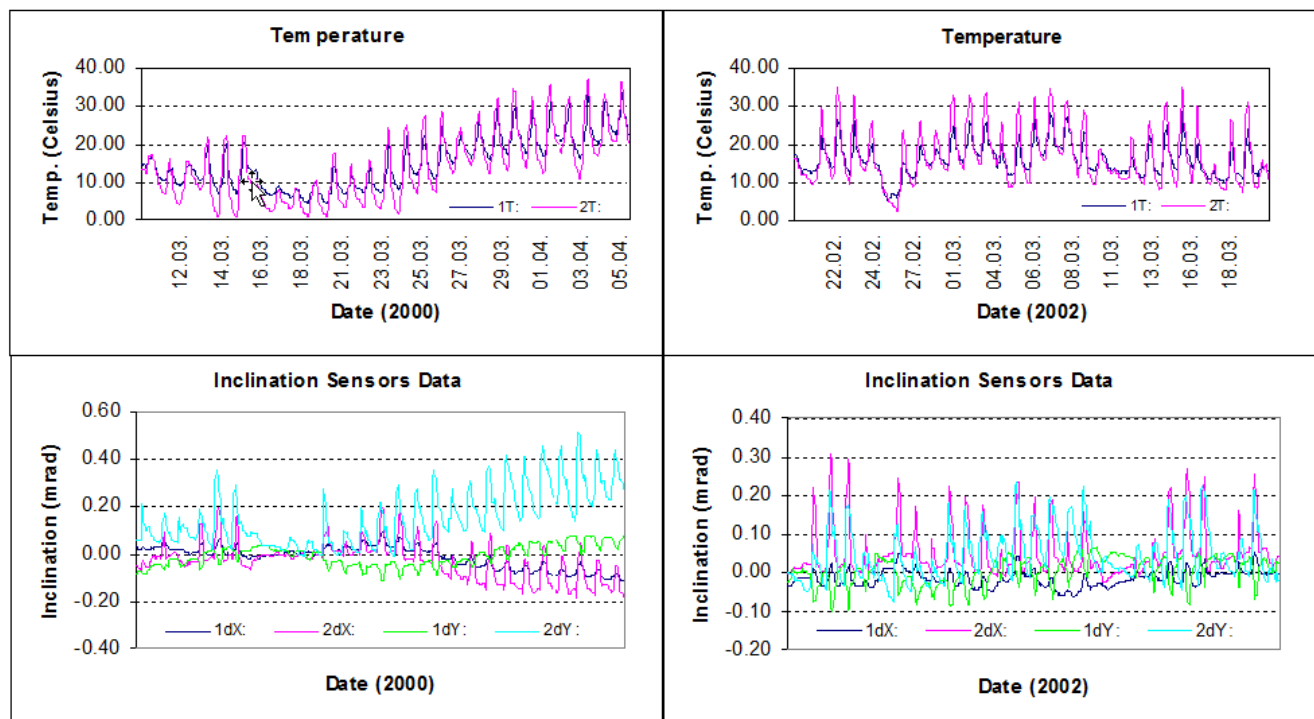 Temperature
40.00
30.00
20.00
10.00
0.00
Temp. (Celsius)
1T: 2T:
12.03. 14.03. 16.03. 18.03. 21.03. 23.03. 25.03. 27.03. 29.03. 01.04. 03.04. 05.04.
Date (2000)
Temperature
40.00
30.00
20.00
10.00
0.00
Temp. (Celsius)
1T: 2T:
22.02. 24.02. 27.02. 01.03. 04.03. 06.03. 08.03. 11.03. 13.03. 16.03. 18.03.
Date (2002)
Inclination Sensors Data
0.60
0.40
0.20
0.00
-0.20
-0.40
Inclination (mrad)
1dX: 2dX: 1dY: 2dY:
Date (2000)
Inclination Sensors Data
0.40
0.30
0.20
0.10
0.00
-0.10
-0.20
Inclination (mrad)
1dX: 2dX: 1dY: 2dY:
Date (2002)